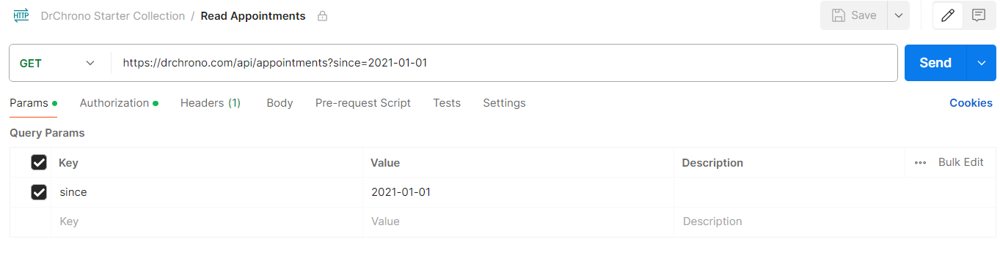 HTTP DrChrono Starter Collection / Read Appointments Save
GET https://drchrono.com/api/appointments?since=2021-01-01 Send
Params Authorization Headers (1) Body Pre-request Script Tests Settings Cookies
Query Params
Key Value Description Bulk Edit
since 2021-01-01
Key Value Description